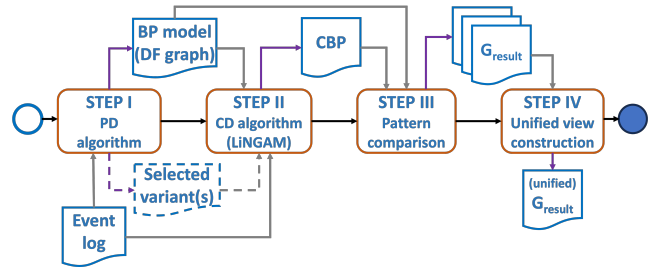 BP model
(DF graph)
CBP
G result
STEP I
PD
algorithm
STEP II
CD algorithm
(LiNGAM)
STEP III
Pattern
comparison
STEP IV
Unified view
construction
Selected
variant(s)
Event
log
(unified)
G result